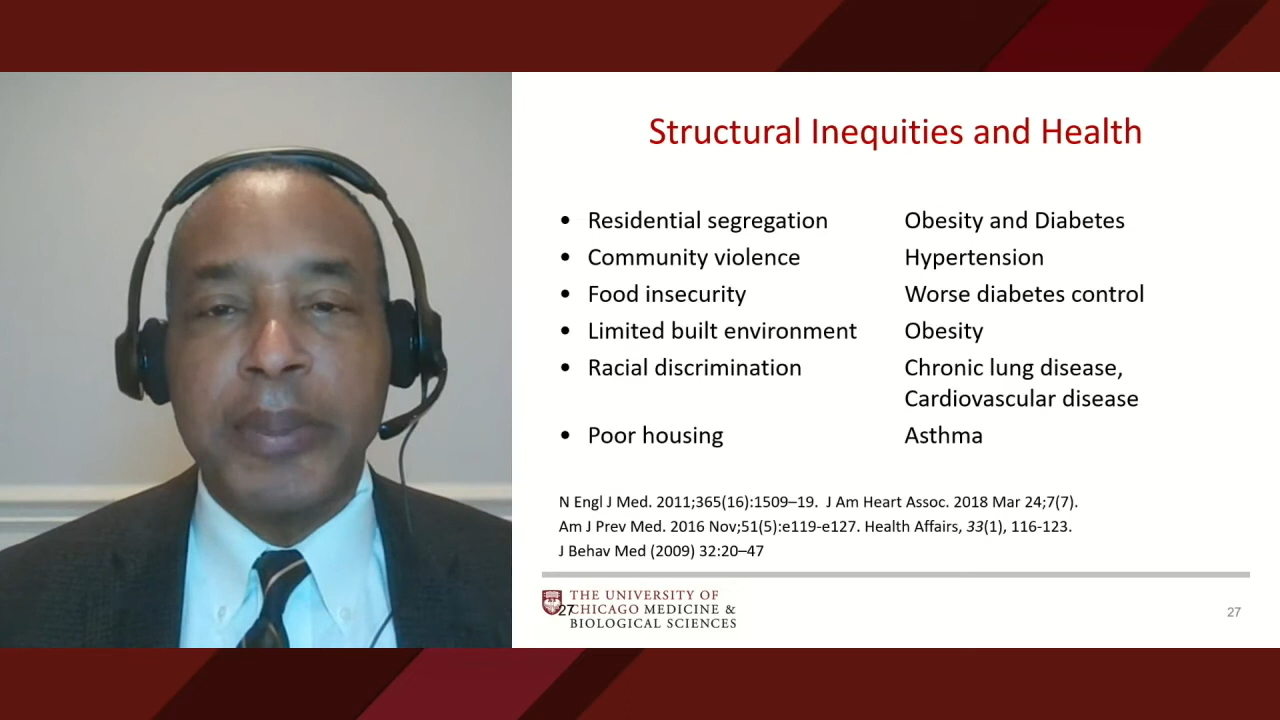 Structural Inequities and Health
• Residential segregation Obesity and Diabetes
• Community violence Hypertension
• Food insecurity Worse diabetes control
• Limited built environment Obesity
• Racial discrimination Chronic lung disease,
Cardiovascular disease
• Poor housing Asthma
N Engl J Med. 2011;365(16):1509–19. J Am Heart Assoc. 2018 Mar 24;7(7).
Am J Prev Med. 2016 Nov;51(5):e119-e127. Health Affairs, 33(1), 116-123.
J Behav Med (2009) 32:20–47
THE UNIVERSITY OF
27
CHICAGO MEDICINE &
BIOLOGICAL SCIENCES
27